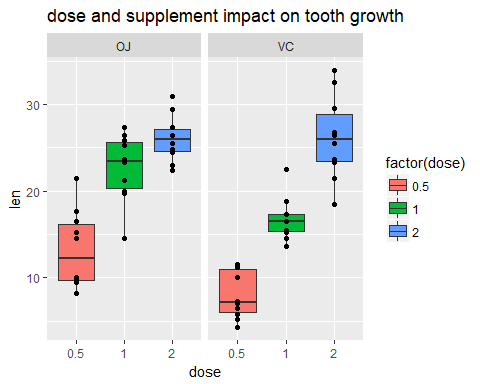 dose and supplement impact on tooth growth
OJ
VC
30
20
10
len
0.5
1
2
0.5
1
2
dose
factor(dose)
0.5
1
2